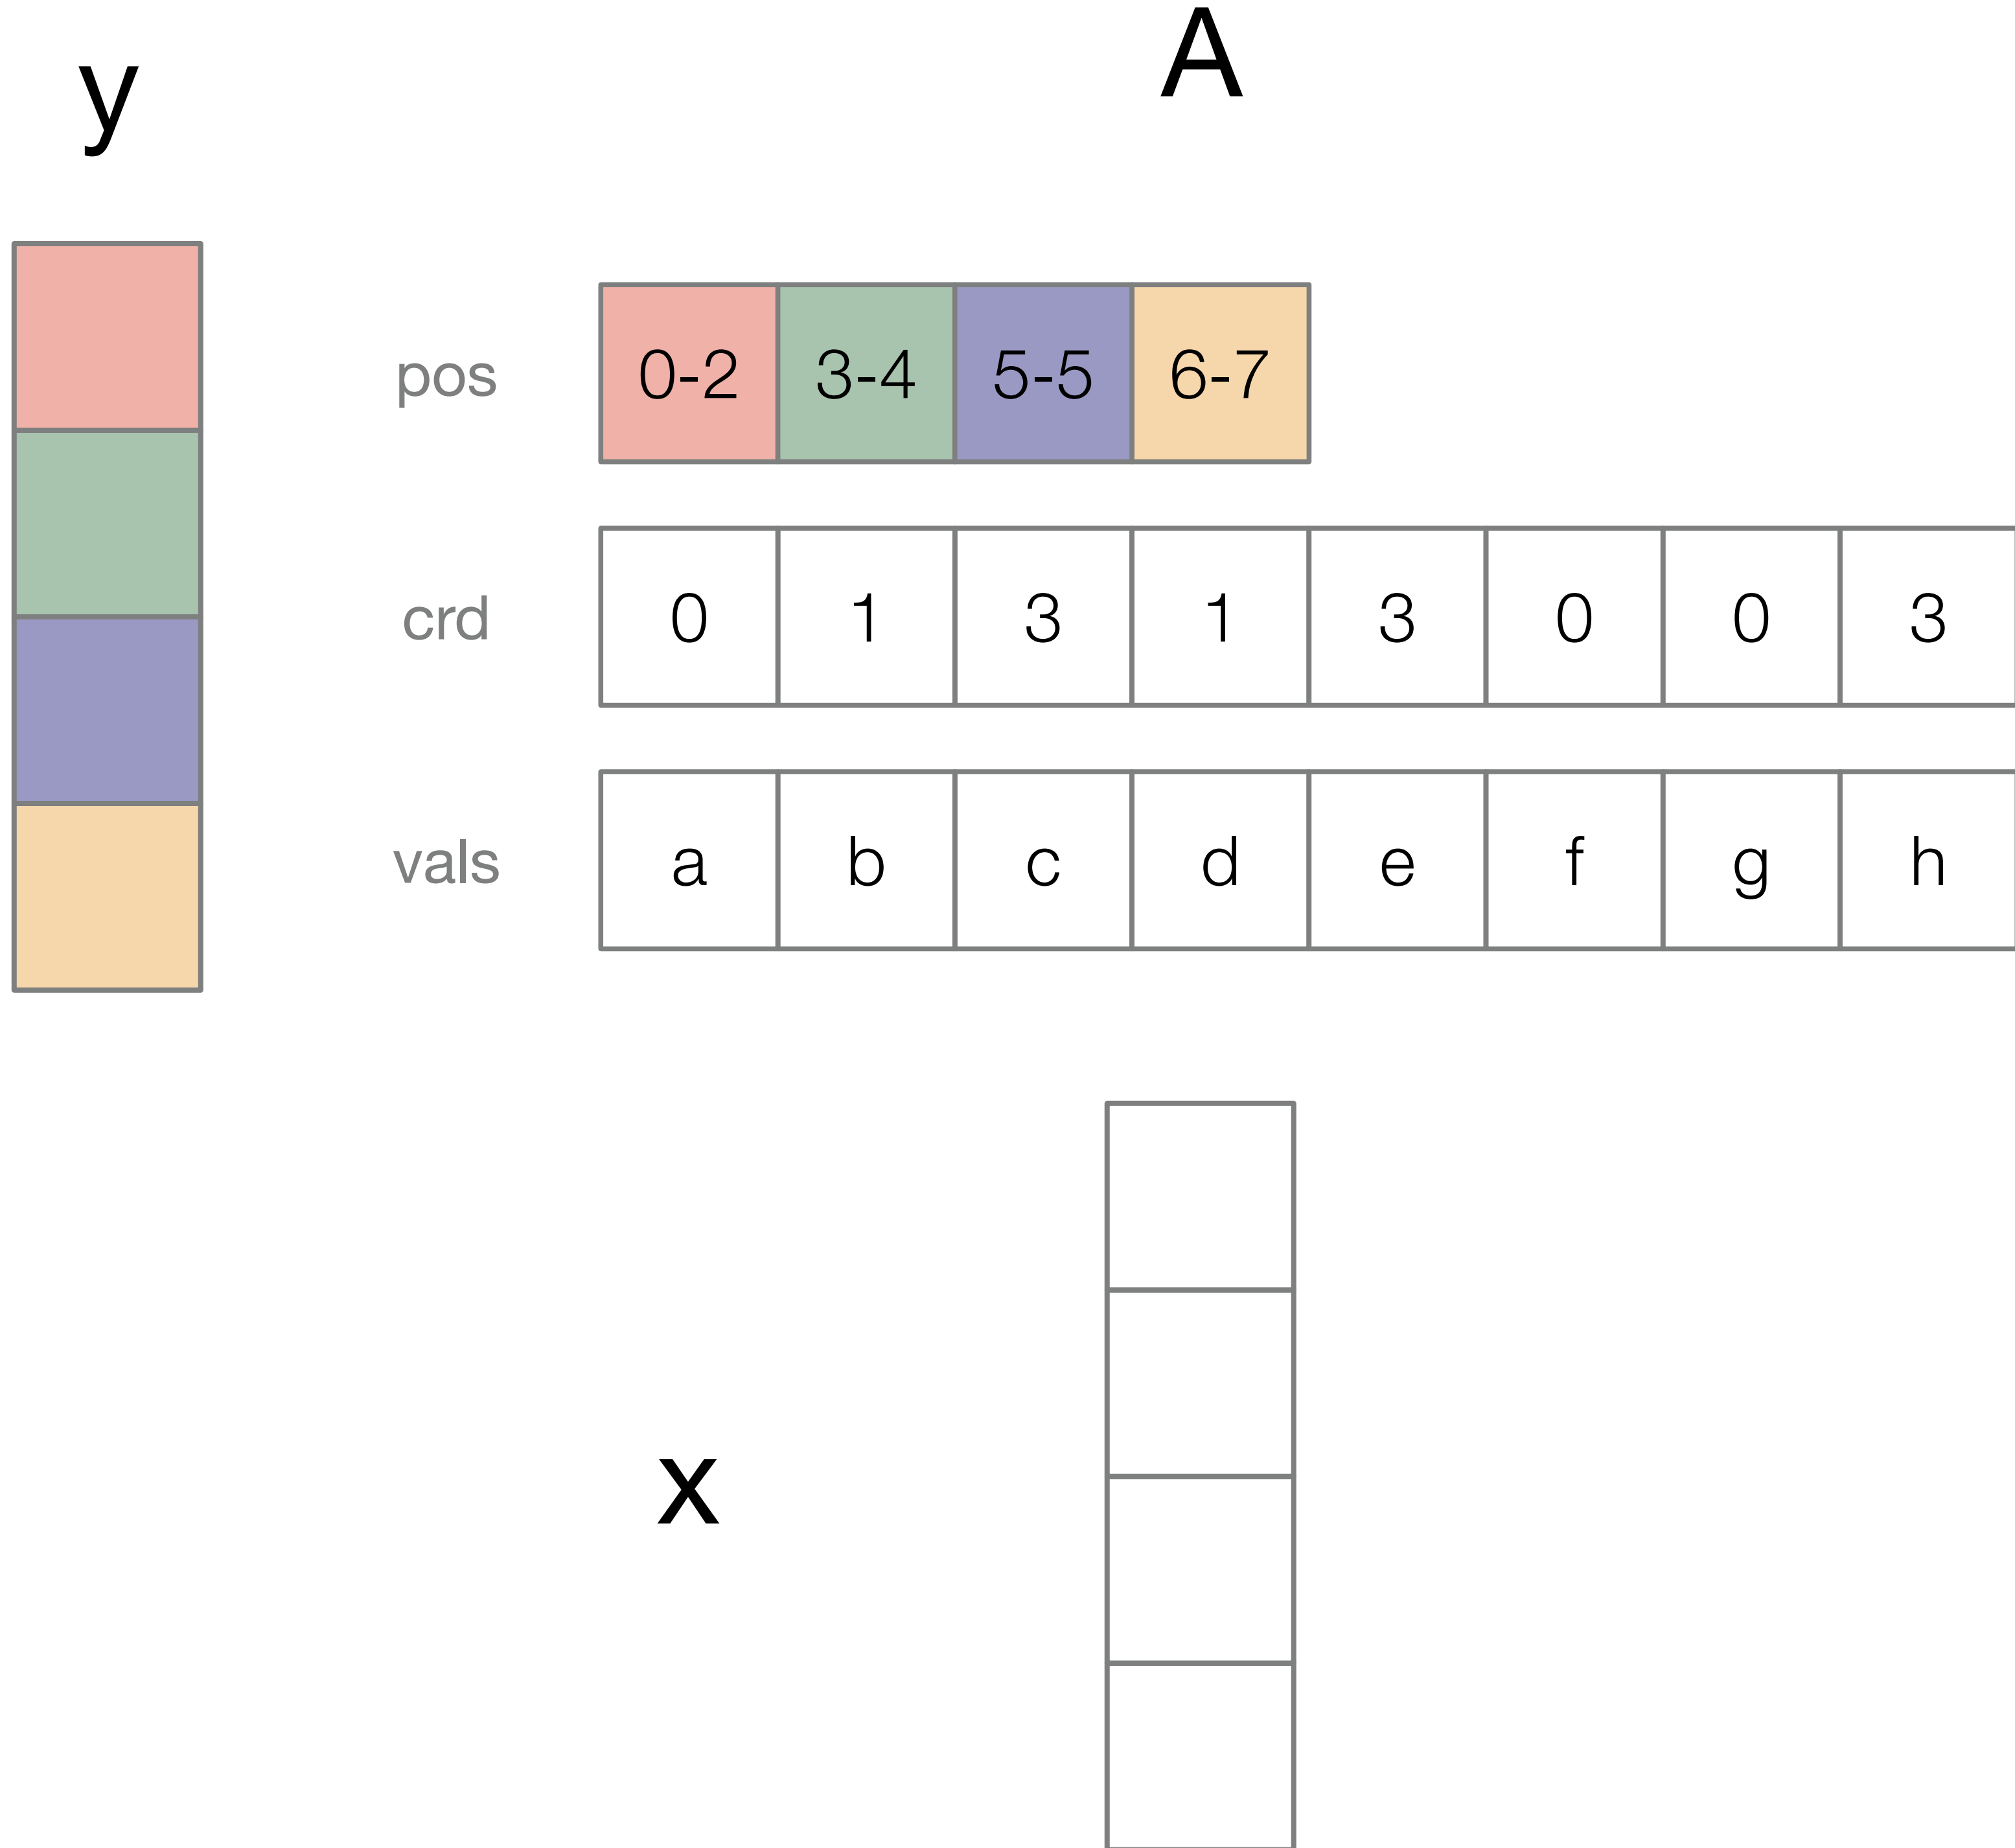 A
y
pos 0-2 3-4 5-5 6-7
crd 0 1 3 1 3 0 0 3
vals a b c d e f g h
x